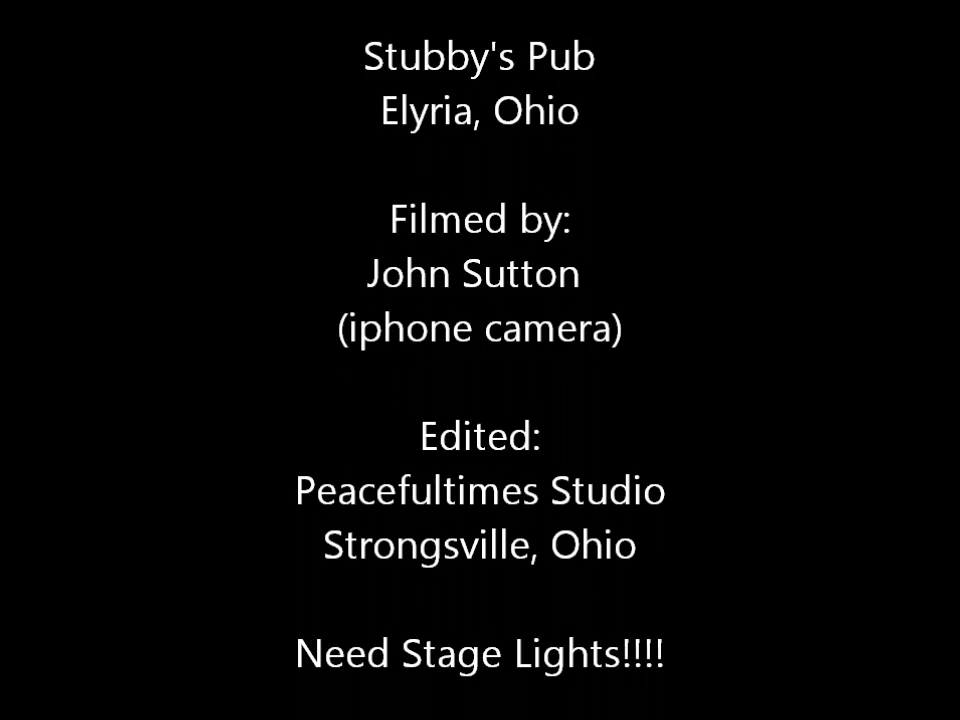 Stubby's Pub
Elyria, Ohio
Filmed by:
John Sutton
(iphone camera)
Edited:
Peacefultimes Studio
Strongsville, Ohio
Need Stage Lights!!!!